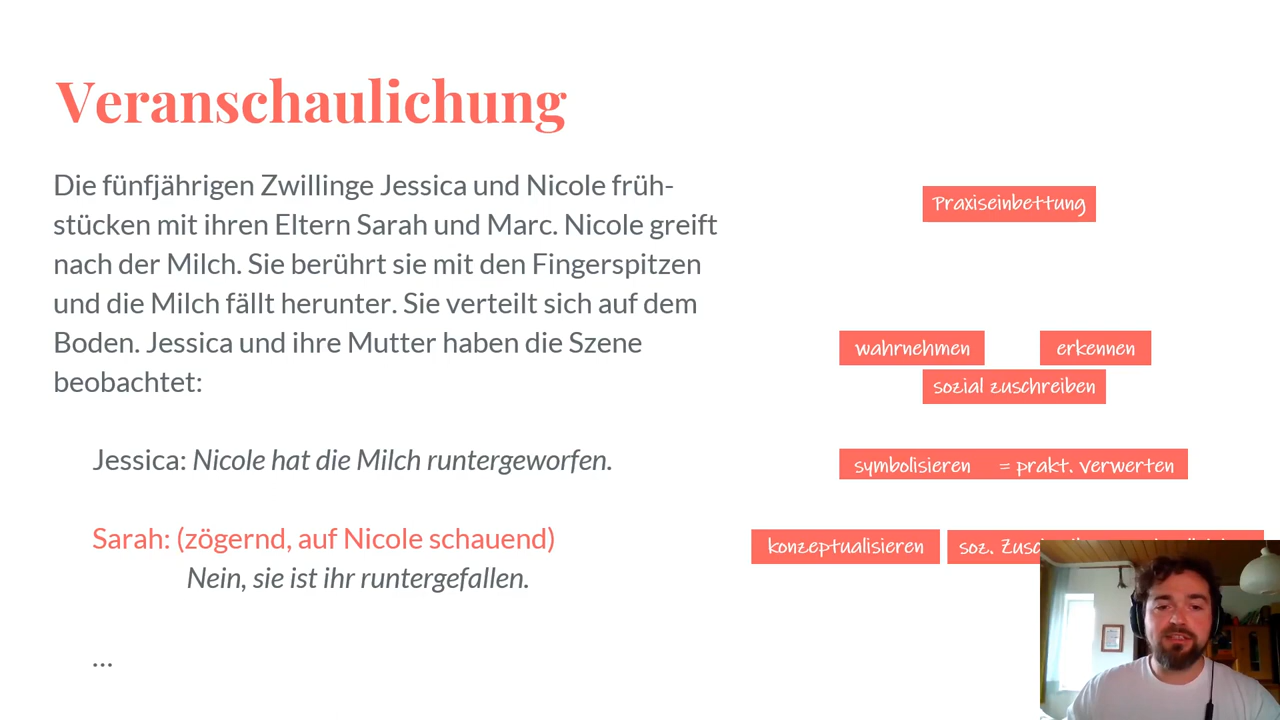 Veranschaulichung
Die fünfjährigen Zwillinge Jessica und Nicole früh-
stücken mit ihren Eltern Sarah und Marc. Nicole greift
nach der Milch. Sie berührt sie mit den Fingerspitzen
und die Milch fällt herunter. Sie verteilt sich auf dem
Boden. Jessica und ihre Mutter haben die Szene
beobachtet:
Jessica: Nicole hat die Milch runtergeworfen.
Sarah: (zögernd, auf Nicole schauend)
Nein, sie ist ihr runtergefallen.
...
Praxiseinbettung
wahrnehmen erkennen
sozial zuschreiben
symbolisieren = prakt. verwerten
konzeptualisieren soz.